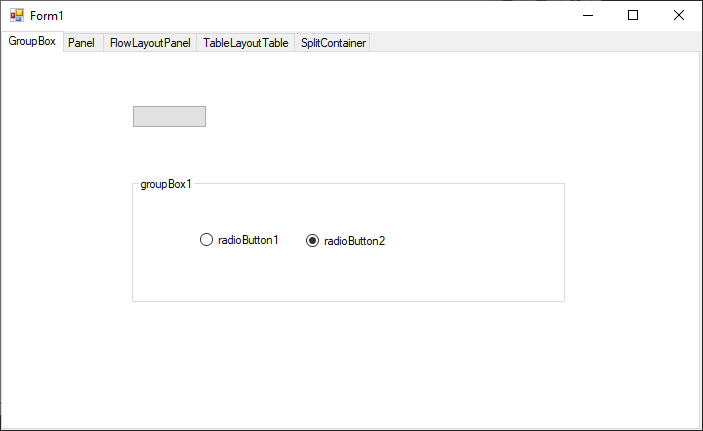 Form1
GroupBox Panel FlowLayoutPanel TableLayoutTable SplitContainer
groupBox1
radioButton1 radioButton2